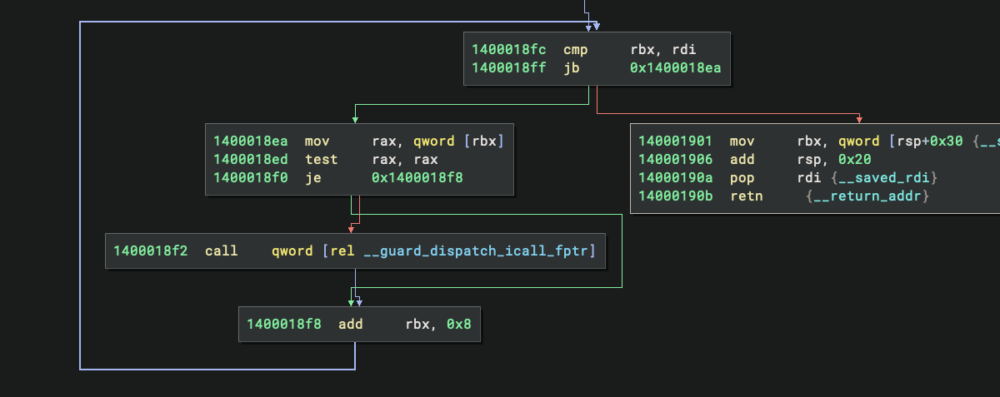 1400018fc cmp rbx, rdi
1400018ff jb 0x1400018ea
1400018ea mov rax, qword [rbx]
1400018ed test rax, rax
1400018f0 je 0x1400018f8
140001901 mov rbx, qword [rsp+0x30 {__s
140001906 add rsp, 0x20
14000190a pop rdi {__saved_rdi}
14000190b retn {__return_addr}
1400018f2 call qword [rel __guard_dispatch_icall_fptr]
1400018f8 add rbx, 0x8